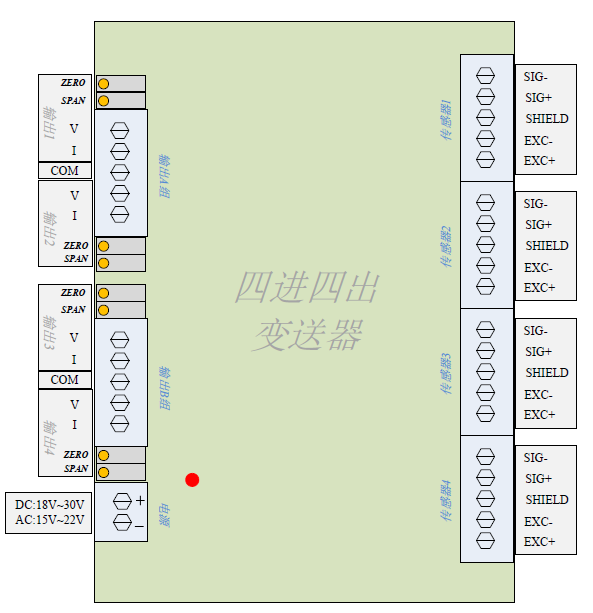 ZERO
SPAN
输出1
V
I
COM
V
I
输出2
ZERO
SPAN
输出A组
ZERO
SPAN
输出3
V
I
COM
V
I
输出4
ZERO
SPAN
输出B组
DC:18V~30V
AC:15V~22V
+
−
电源
四进四出
变送器
传感器1
SIG-
SIG+
SHIELD
EXC-
EXC+
传感器2
SIG-
SIG+
SHIELD
EXC-
EXC+
传感器3
SIG-
SIG+
SHIELD
EXC-
EXC+
传感器4
SIG-
SIG+
SHIELD
EXC-
EXC+